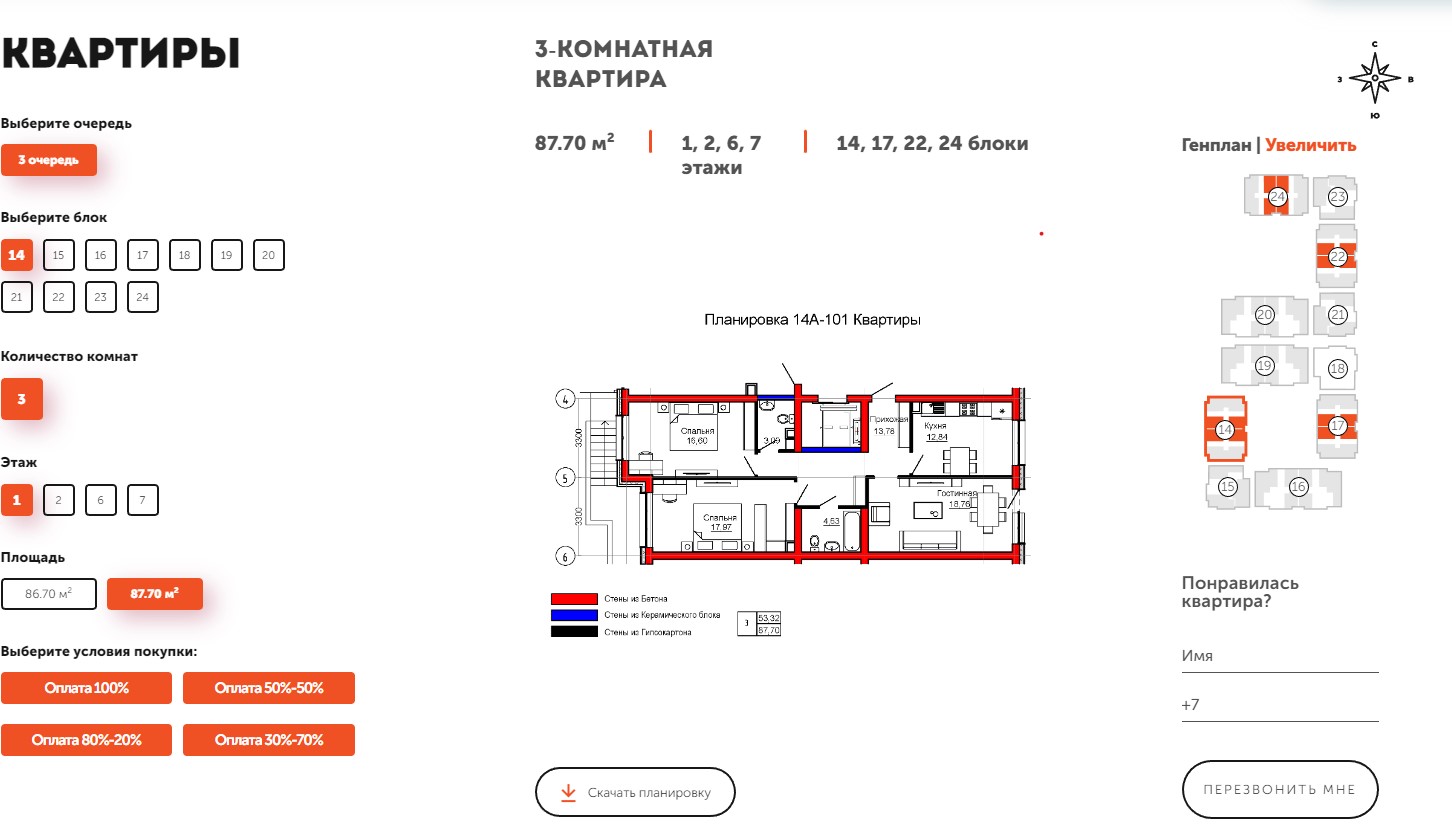 КВАРТИРЫ
Выберите очередь
3 очередь
Выберите блок
14 15 16 17 18 19 20
21 22 23 24
Количество комнат
3
Этаж
1 2 6 7
Площадь
86.70 м²
87.70 м²
Выберите условия покупки:
Оплата 100%
Оплата 50%-50%
Оплата 80%-20%
Оплата 30%-70%
3-КОМНАТНАЯ
КВАРТИРА
87.70 м²
1, 2, 6, 7
этажи
14, 17, 22, 24 блоки
Планировка 14А-101 Квартиры
4
5
6
3300
3300
Спальня
16,60
3,09
Прихожая
13,78
Кухня
12,84
Спальня
17,97
4,63
Гостинная
18,76
Стены из Бетона
Стены из Керамического блока
Стены из Гипсокартона
3
53,32
87,70
Скачать планировку
С
З
В
Ю
Генплан | Увеличить
24 23
22
20 21
19 18
14 17
15 16
Понравилась
квартира?
Имя
+7
ПЕРЕЗВОНИТЬ МНЕ